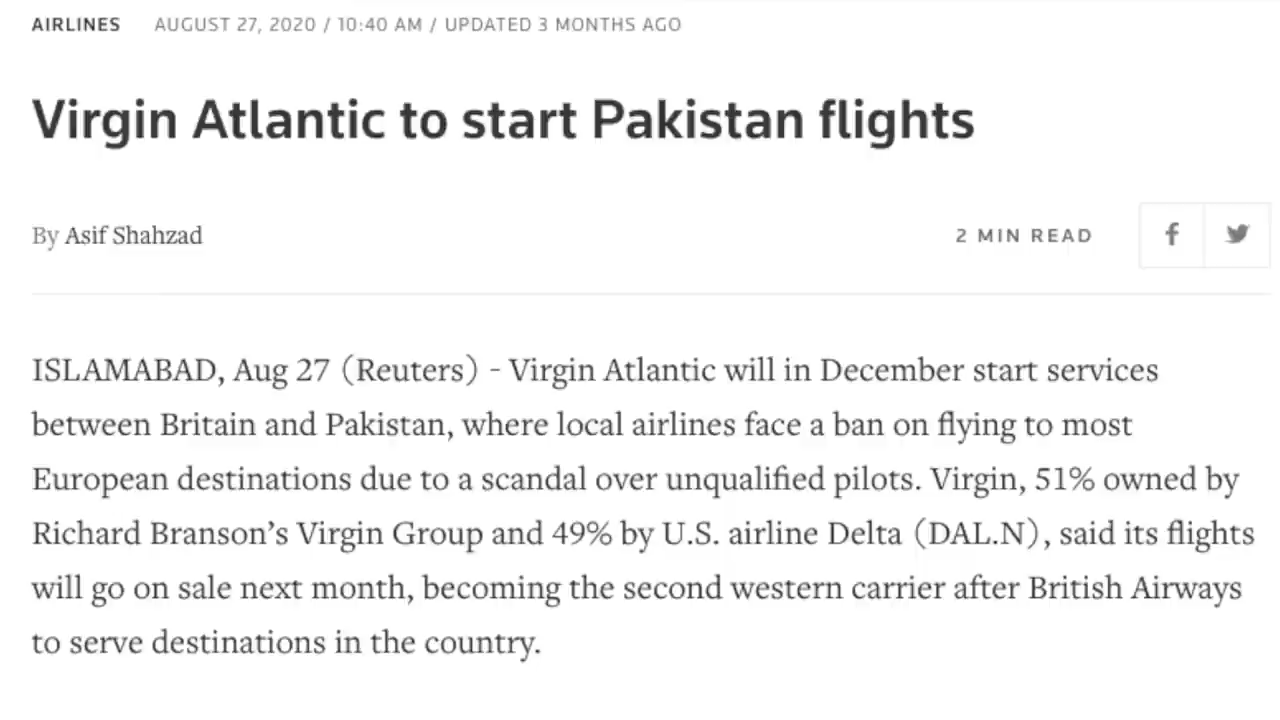 AIRLINES AUGUST 27, 2020 / 10:40 AM / UPDATED 3 MONTHS AGO
Virgin Atlantic to start Pakistan flights
By Asif Shahzad
2 MIN READ
ISLAMABAD, Aug 27 (Reuters) - Virgin Atlantic will in December start services
between Britain and Pakistan, where local airlines face a ban on flying to most
European destinations due to a scandal over unqualified pilots. Virgin, 51% owned by
Richard Branson’s Virgin Group and 49% by U.S. airline Delta (DAL.N), said its flights
will go on sale next month, becoming the second western carrier after British Airways
to serve destinations in the country.